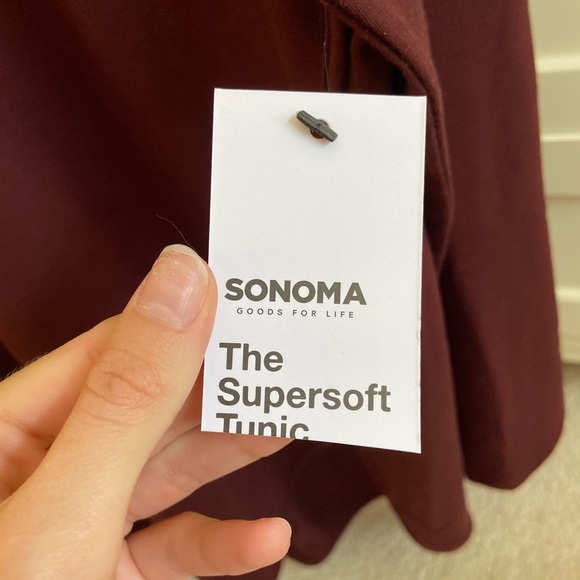 SONOMA
GOODS FOR LIFE
The
Supersoft
Tunic